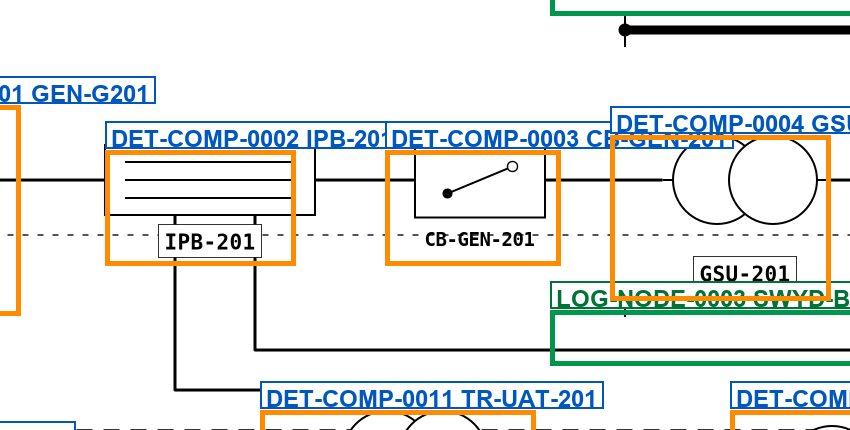 01 GEN-G201
DET-COMP-0002 IPB-201
DET-COMP-0003 CB-GEN-201
DET-COMP-0004 GSU
IPB-201
CB-GEN-201
GSU-201
LOG-NODE-0003 SWYD-B
DET-COMP-0011 TR-UAT-201
DET-COM